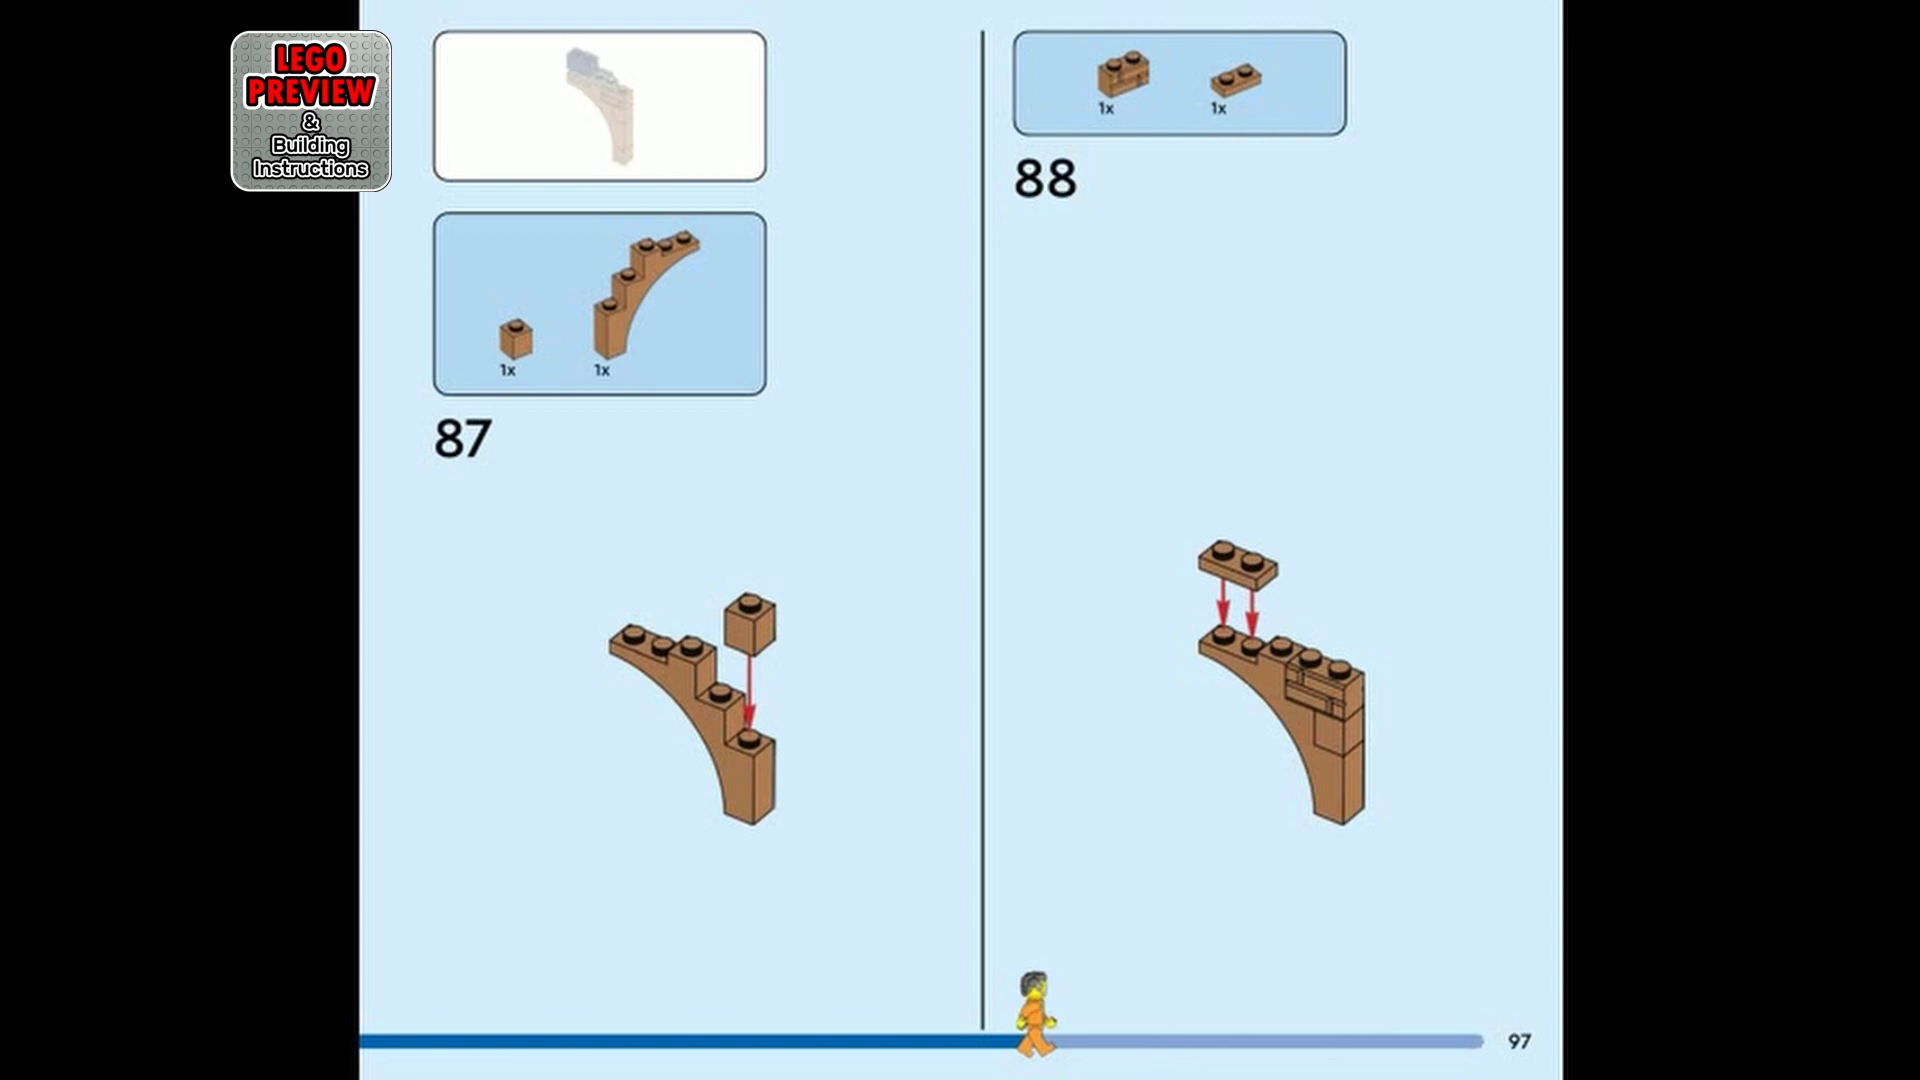 LEGO
PREVIEW
&
Building
Instructions
1x
1x
87
1x
1x
88
97